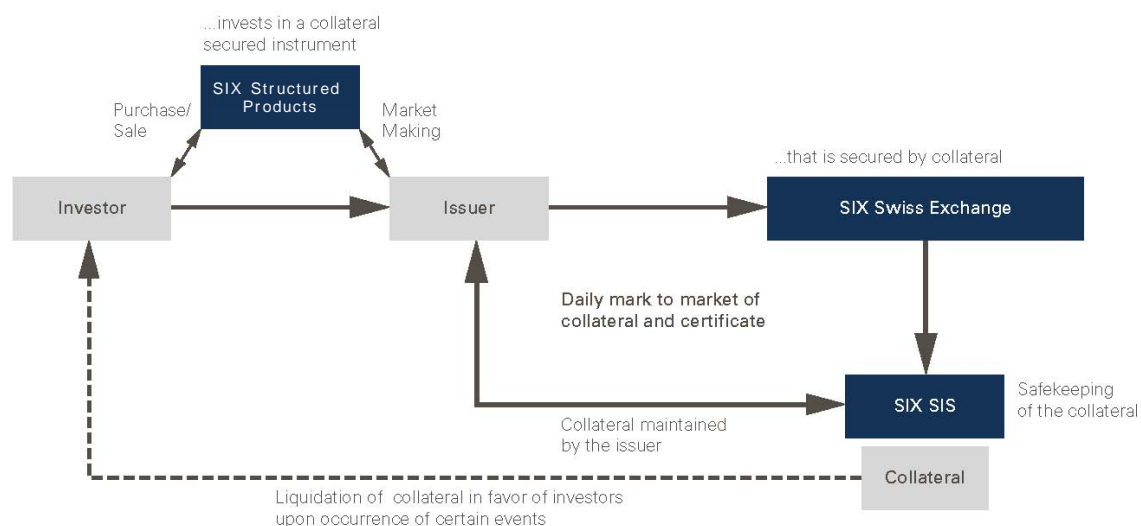 ...invests in a collateral
secured instrument
SIX Structured
Products
Purchase/
Sale
Market
Making
...that is secured by collateral
Investor
Issuer
SIX Swiss Exchange
Daily mark to market of
collateral and certificate
SIX SIS
Safekeeping
of the collateral
Collateral maintained
by the issuer
Collateral
Liquidation of collateral in favor of investors
upon occurrence of certain events